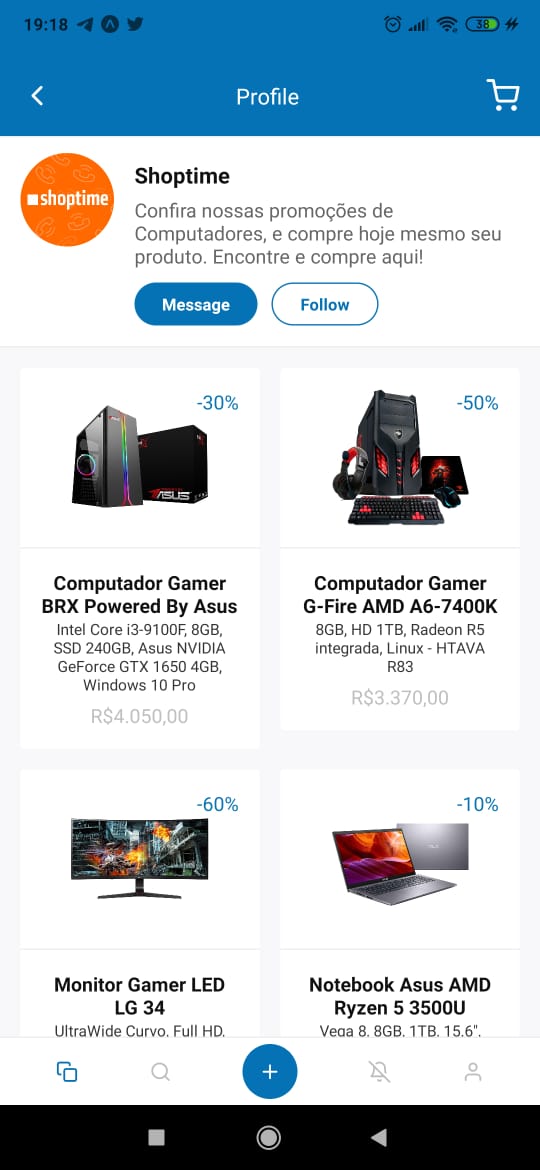 19:18
38
Profile
shoptime
Shoptime
Confira nossas promoções de
Computadores, e compre hoje mesmo seu
produto. Encontre e compre aqui!
Message
Follow
-30%
ASUS
Computador Gamer
BRX Powered By Asus
Intel Core i3-9100F, 8GB,
SSD 240GB, Asus NVIDIA
GeForce GTX 1650 4GB,
Windows 10 Pro
R$4.050,00
-50%
Computador Gamer
G-Fire AMD A6-7400K
8GB, HD 1TB, Radeon R5
integrada, Linux - HTAVA
R83
R$3.370,00
-60%
Monitor Gamer LED
LG 34
UltraWide Curvo, Full HD,
-10%
Notebook Asus AMD
Ryzen 5 3500U
Vega 8, 8GB, 1TB, 15.6",